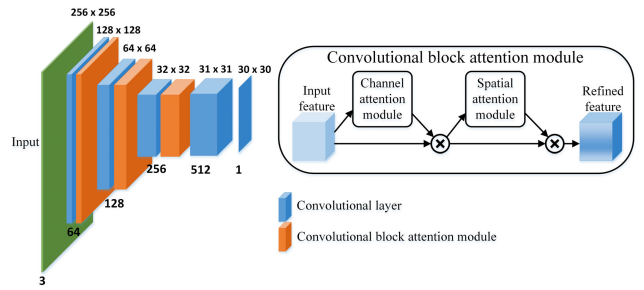 256 x 256
128 x 128
64 x 64
32 x 32
31 x 31
30 x 30
Input
3
64
128
256
512
1
Convolutional block attention module
Input
feature
Channel
attention
module
Spatial
attention
module
Refined
feature
Convolutional layer
Convolutional block attention module